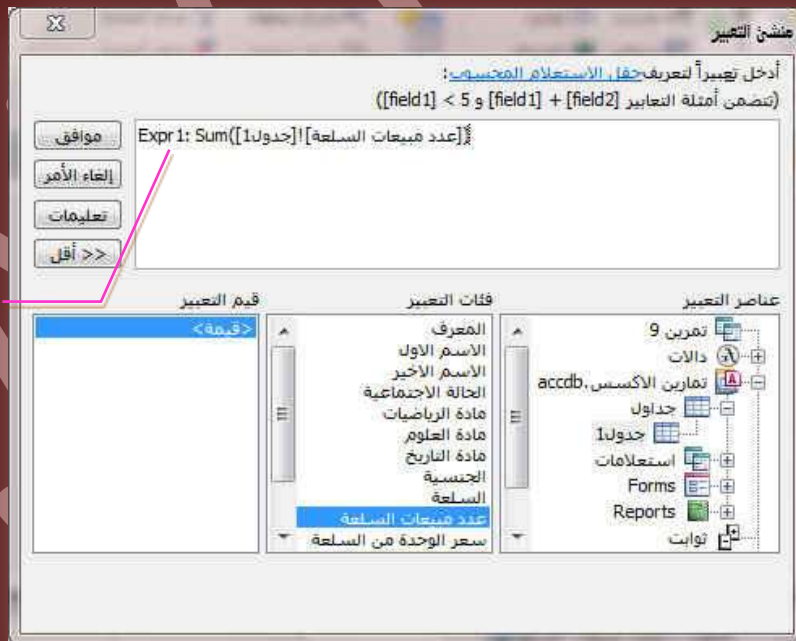 منشئ التعبير
أدخل تعبيراً لتعريف حقل الاستعلام المحسوب:
(تتضمن أمثلة التعابير [field1] + [field2] و [field1] < 5)
Expr1: Sum([جدول1]![عدد مبيعات السلعة])
موافق
إلغاء الأمر
تعليمات
<< أقل
عناصر التعبير
تمرين 9
دالات
تمارين الاكسس.accdb
جداول
جدول1
استعلامات
Forms
Reports
ثوابت
فئات التعبير
المعرف
الاسم الاول
الاسم الاخير
الحالة الاجتماعية
مادة الرياضيات
مادة العلوم
مادة التاريخ
الجنسية
السلعة
عدد مبيعات السلعة
سعر الوحدة من السلعة
قيم التعبير
<قيمة>